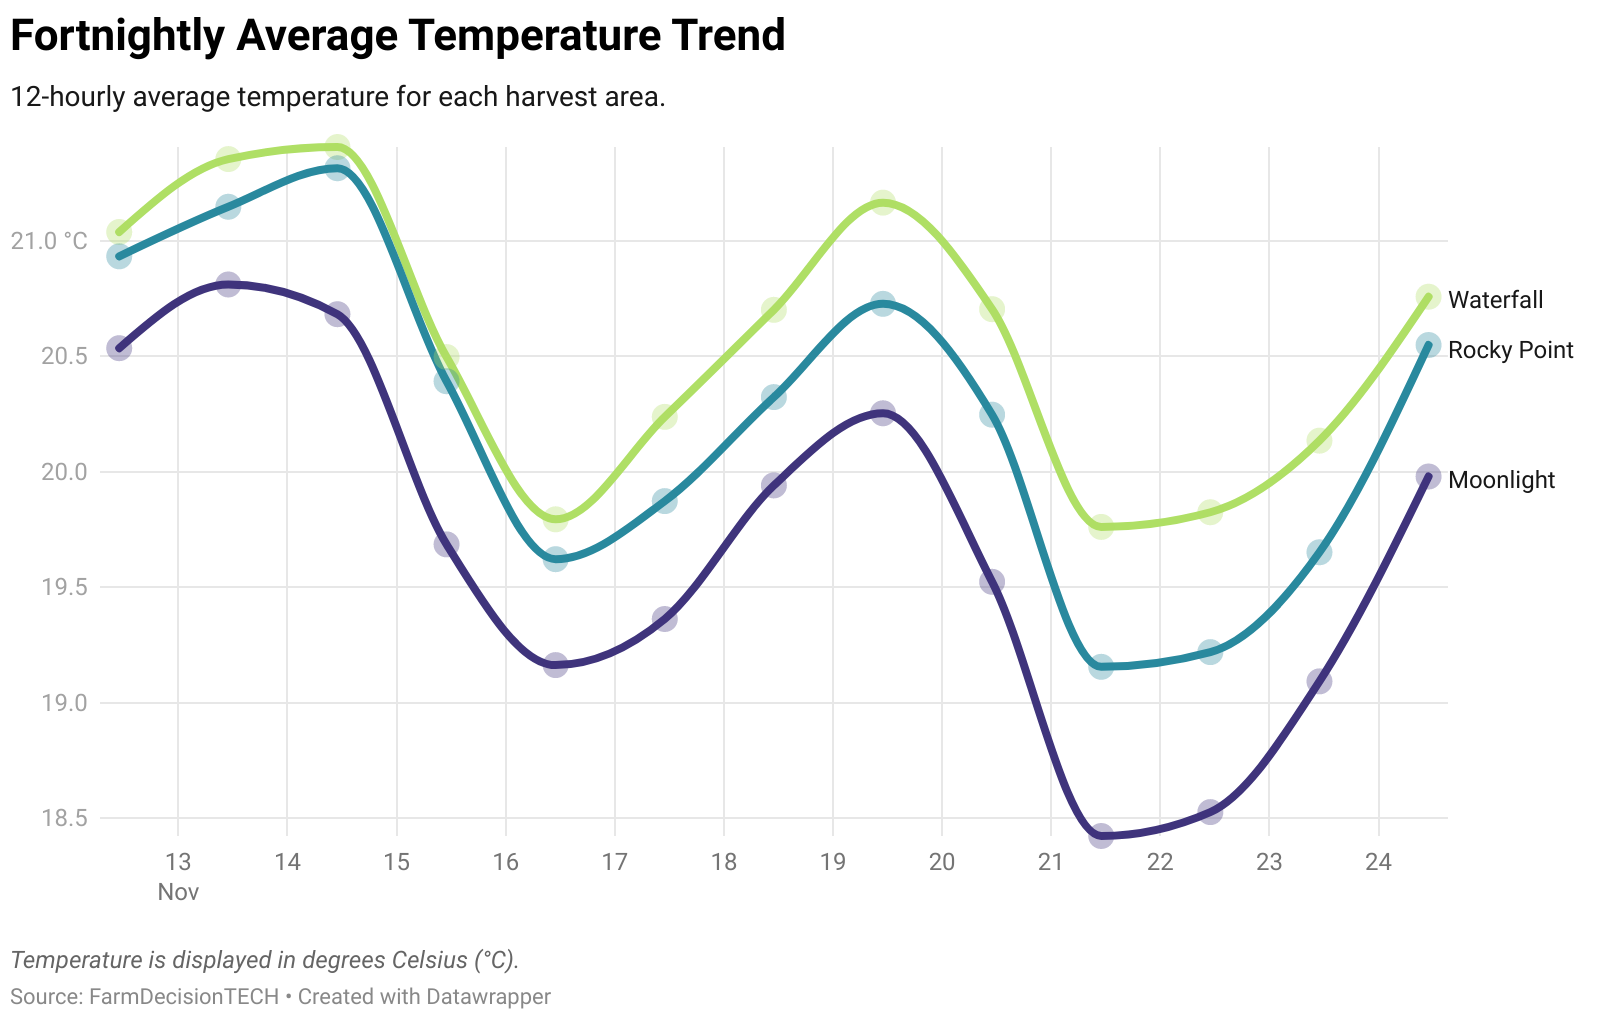 Fortnightly Average Temperature Trend
12-hourly average temperature for each harvest area.
21.0 °C
20.5
20.0
19.5
19.0
18.5
Waterfall
Rocky Point
Moonlight
13 14 15 16 17 18 19 20 21 22 23 24
Nov
Temperature is displayed in degrees Celsius (°C).
Source: FarmDecisionTECH • Created with Datawrapper